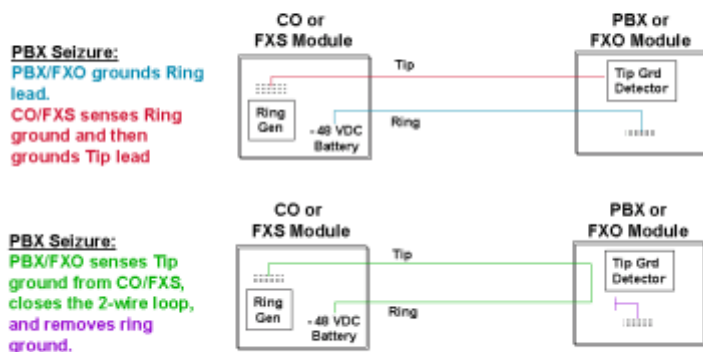 CO or
FXS Module
PBX or
FXO Module
PBX Seizure:
PBX/FXO grounds Ring
lead.
CO/FXS senses Ring
ground and then
grounds Tip lead
Tip
Ring
Gen
- 48 VDC
Battery
Ring
Tip Grd
Detector
CO or
FXS Module
PBX or
FXO Module
PBX Seizure:
PBX/FXO senses Tip
ground from CO/FXS,
closes the 2-wire loop,
and removes ring
ground.
Tip
Ring
Gen
- 48 VDC
Battery
Ring
Tip Grd
Detector